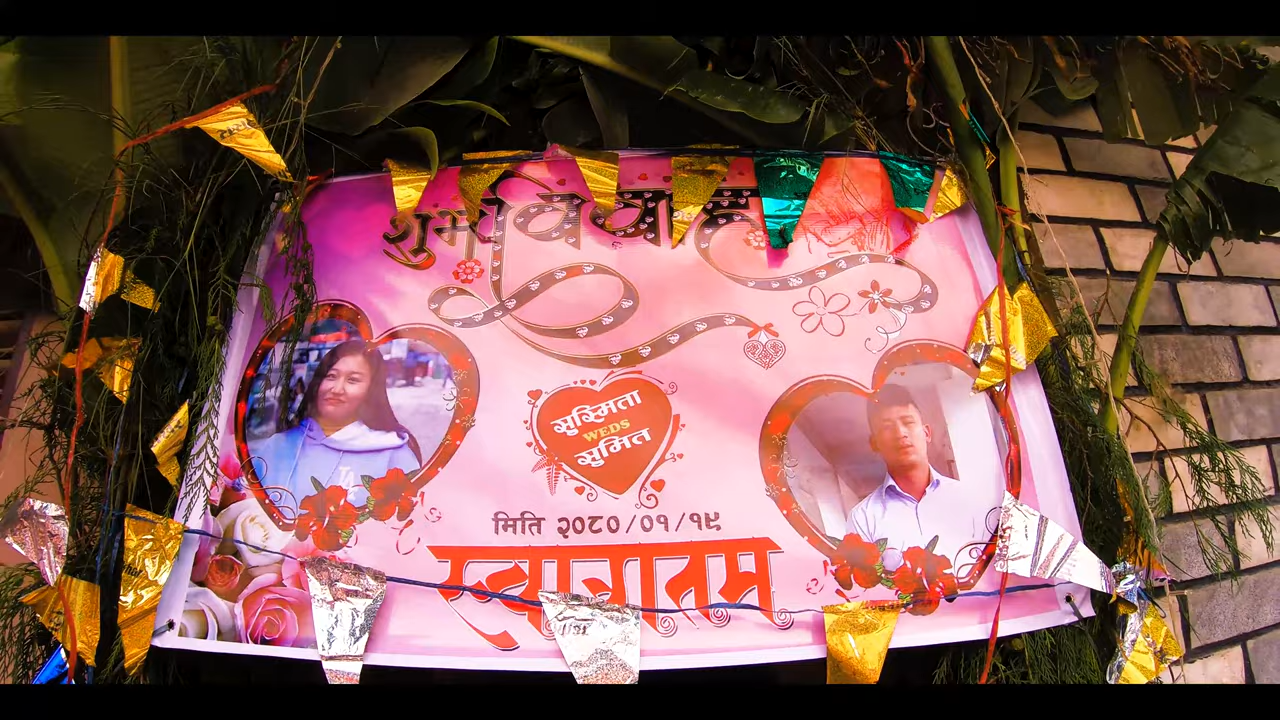 शुभ विवाह
सुस्मिता
WEDS
सुमित
मिति २०८०/०१/१९
स्वागतम